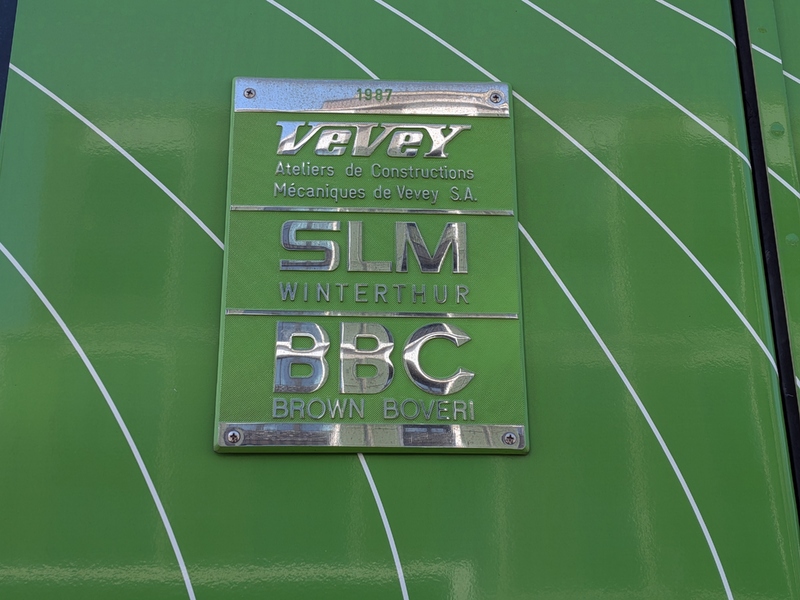 1987
VeVeY
Ateliers de Constructions
Mécaniques de Vevey S.A.
SLM
WINTERTHUR
BBC
BROWN BOVERI